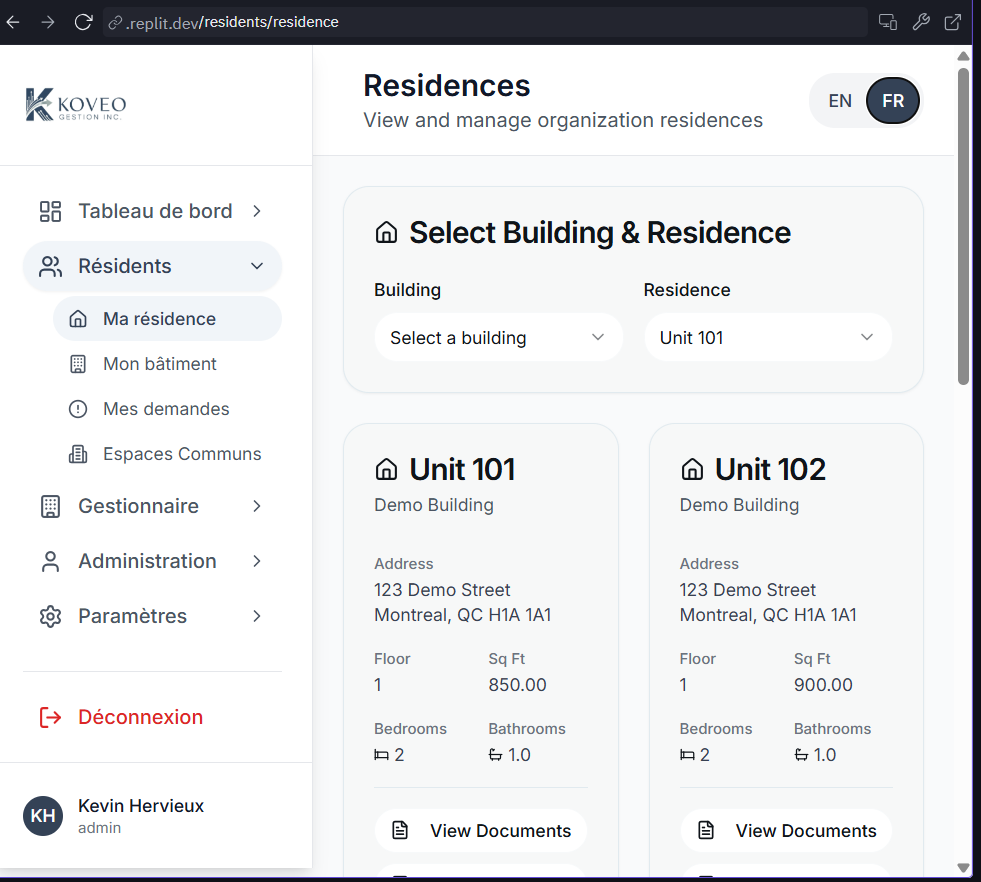 .replit.dev/residents/residence
KOVEO
GESTION INC.
Residences
View and manage organization residences
EN FR
Tableau de bord
Résidents
Ma résidence
Mon bâtiment
Mes demandes
Espaces Communs
Gestionnaire
Administration
Paramètres
Déconnexion
KH
Kevin Hervieux
admin
Select Building & Residence
Building Residence
Select a building Unit 101
Unit 101
Demo Building
Address
123 Demo Street
Montreal, QC H1A 1A1
Floor Sq Ft
1 850.00
Bedrooms Bathrooms
2 1.0
View Documents
Unit 102
Demo Building
Address
123 Demo Street
Montreal, QC H1A 1A1
Floor Sq Ft
1 900.00
Bedrooms Bathrooms
2 1.0
View Documents